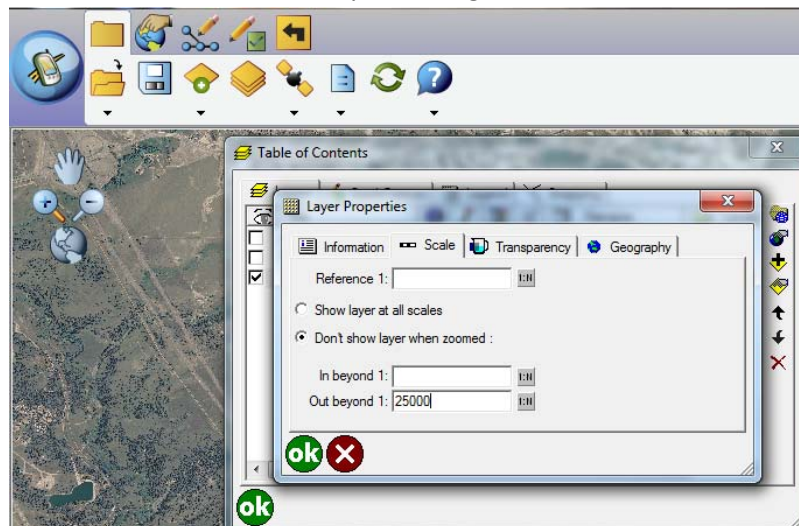 Table of Contents
x
Layer Properties
x
Information Scale Transparency Geography
Reference 1: 1:N
Show layer at all scales
Don't show layer when zoomed :
In beyond 1: 1:N
Out beyond 1: 25000 1:N
ok
ok